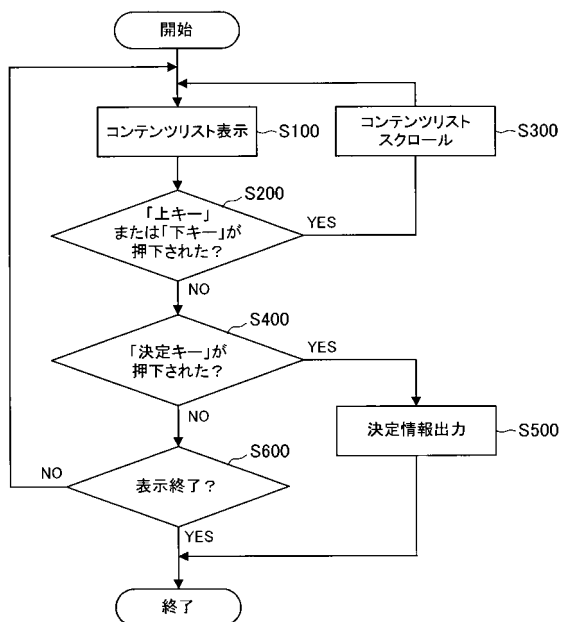 開始
コンテンツリスト表示
S100
コンテンツリスト
スクロール
S300
S200
「上キー」
または「下キー」が
押下された?
YES
NO
S400
「決定キー」が
押下された?
YES
NO
決定情報出力
S500
S600
表示終了?
NO
YES
終了